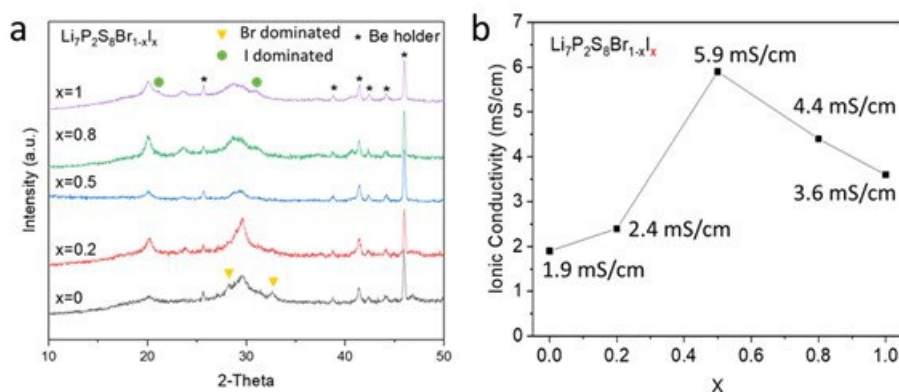 a
Li₇P₂S₈Br₁₋ₓIₓ
Br dominated
* Be holder
I dominated
x=1
x=0.8
x=0.5
x=0.2
x=0
Intensity (a.u.)
10 20 30 40 50
2-Theta
b
Li₇P₂S₈Br₁₋ₓIₓ
5.9 mS/cm
4.4 mS/cm
3.6 mS/cm
2.4 mS/cm
1.9 mS/cm
Ionic Conductivity (mS/cm)
7
6
5
4
3
2
1
0
0.0 0.2 0.4 0.6 0.8 1.0
X